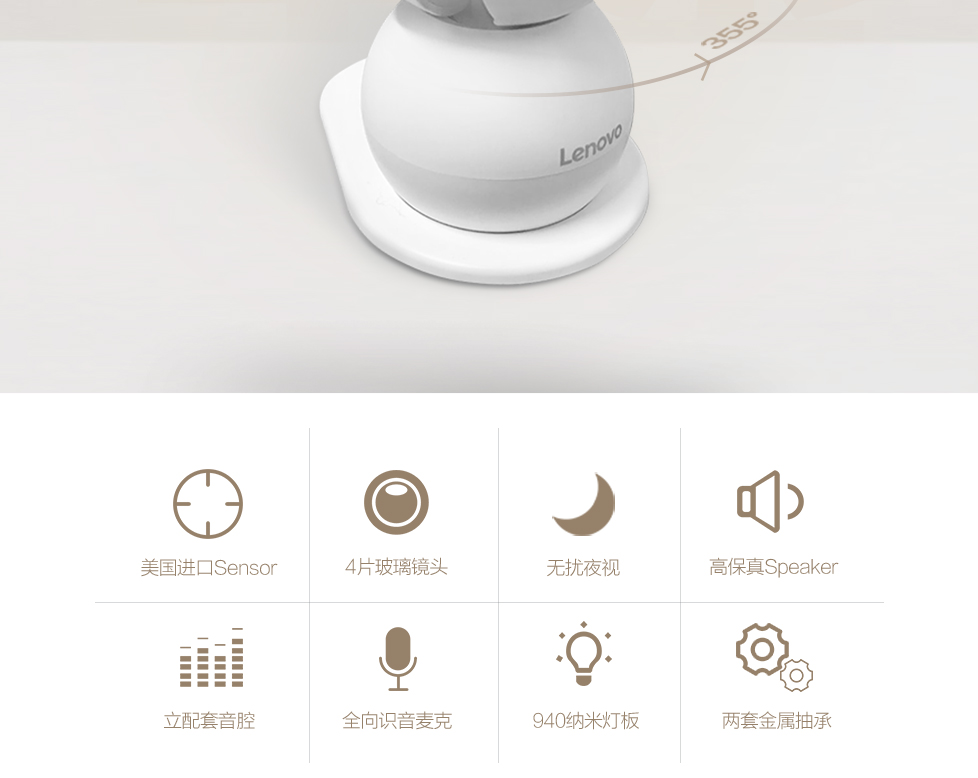 355°
Lenovo
美国进口Sensor
4片玻璃镜头
无扰夜视
高保真Speaker
立配套音腔
全向识音麦克
940纳米灯板
两套金属抽承